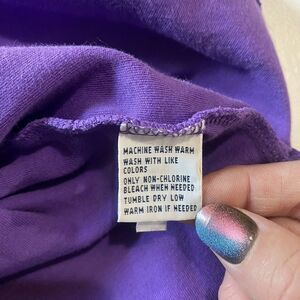 MACHINE WASH WARM
WASH WITH LIKE
COLORS
ONLY NON-CHLORINE
BLEACH WHEN NEEDED
TUMBLE DRY LOW
WARM IRON IF NEEDED